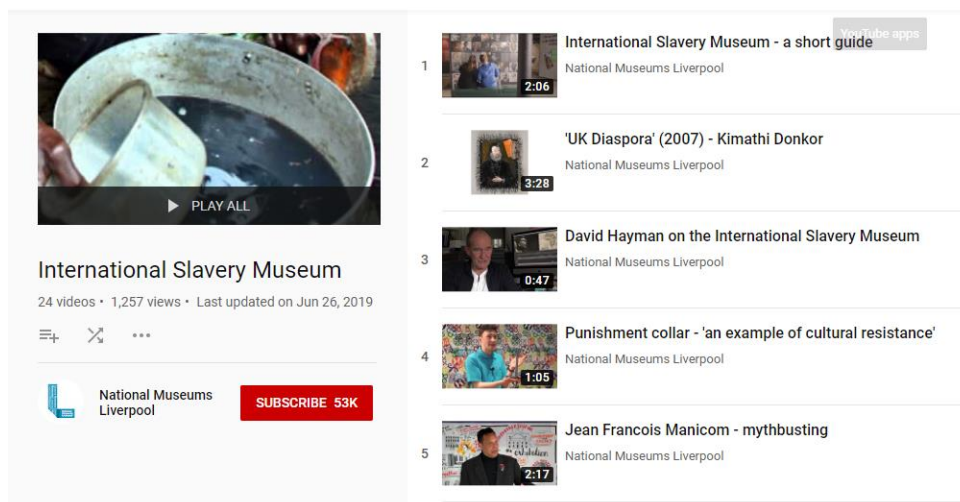 PLAY ALL
International Slavery Museum
24 videos • 1,257 views • Last updated on Jun 26, 2019
National Museums
Liverpool
SUBSCRIBE 53K
YouTube apps
1
International Slavery Museum - a short guide
National Museums Liverpool
2:06
2
'UK Diaspora' (2007) - Kimathi Donkor
National Museums Liverpool
3:28
3
David Hayman on the International Slavery Museum
National Museums Liverpool
0:47
4
Punishment collar - 'an example of cultural resistance'
National Museums Liverpool
1:05
5
Jean Francois Manicom - mythbusting
National Museums Liverpool
2:17